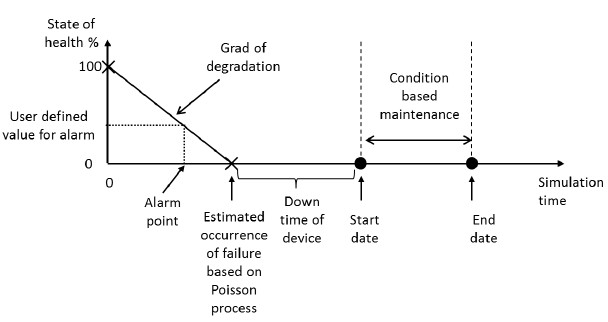 State of
health %
100
Grad of
degradation
Condition
based
maintenance
User defined
value for alarm
0
0
Simulation
time
Alarm
point
Estimated
occurrence
of failure
based on
Poisson
process
Down
time of
device
Start
date
End
date